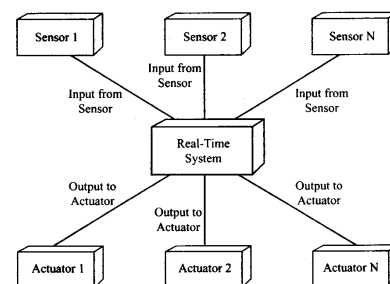 Sensor 1
Sensor 2
Sensor N
Input from
Sensor
Input from
Sensor
Input from
Sensor
Real-Time
System
Output to
Actuator
Output to
Actuator
Output to
Actuator
Actuator 1
Actuator 2
Actuator N